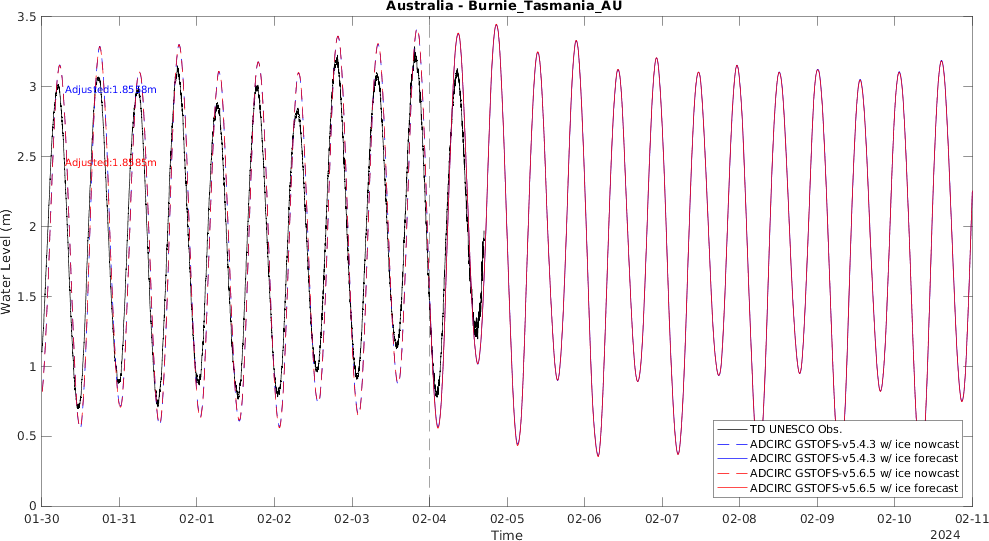 Australia - Burnie_Tasmania_AU
3.5
3
2.5
2
1.5
1
0.5
0
Water Level (m)
Adjusted:1.8585m
TD UNESCO Obs.
ADCIRC GSTOFS-v5.4.3 w/ ice nowcast
ADCIRC GSTOFS-v5.4.3 w/ ice forecast
ADCIRC GSTOFS-v5.6.5 w/ ice nowcast
ADCIRC GSTOFS-v5.6.5 w/ ice forecast
01-30 01-31 02-01 02-02 02-03 02-04 02-05 02-06 02-07 02-08 02-09 02-10 02-11
Time
2024